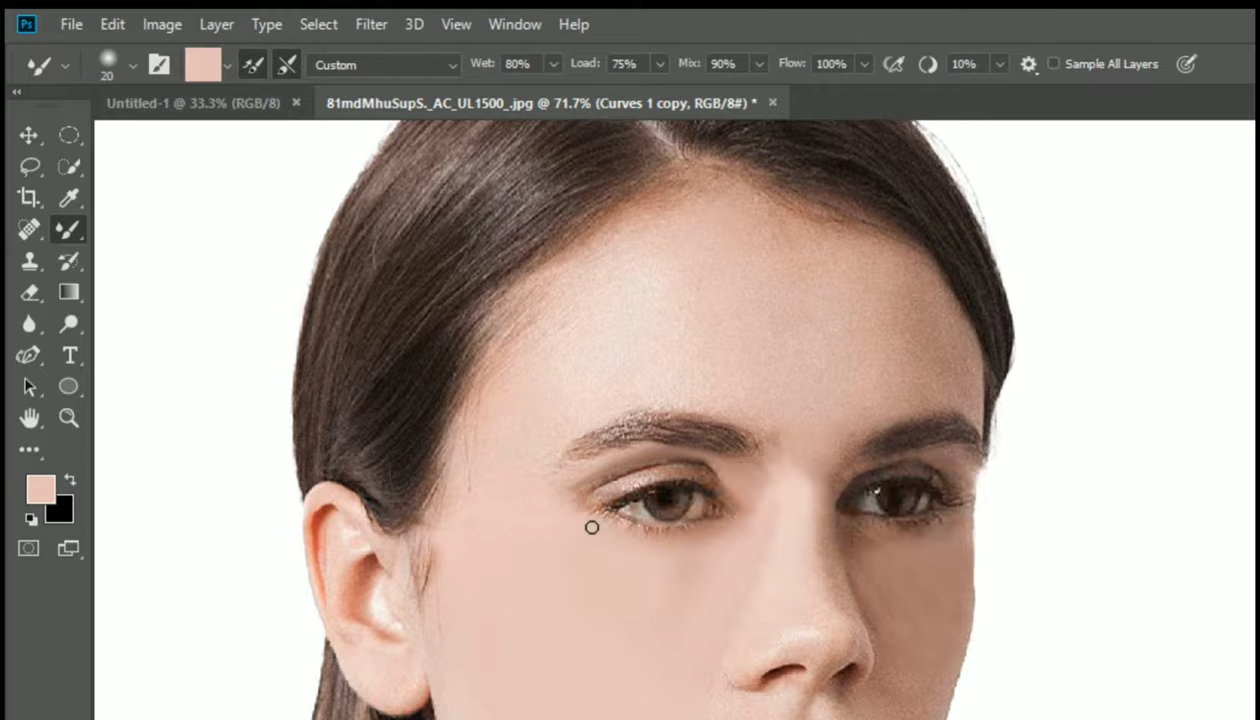 Ps File Edit Image Layer Type Select Filter 3D View Window Help
20 Custom Wet: 80% Load: 75% Mix: 90% Flow: 100% 10% Sample All Layers
Untitled-1 @ 33.3% (RGB/8) × 81mdMhuSupS._AC_UL1500_.jpg @ 71.7% (Curves 1 copy, RGB/8#) * ×
T